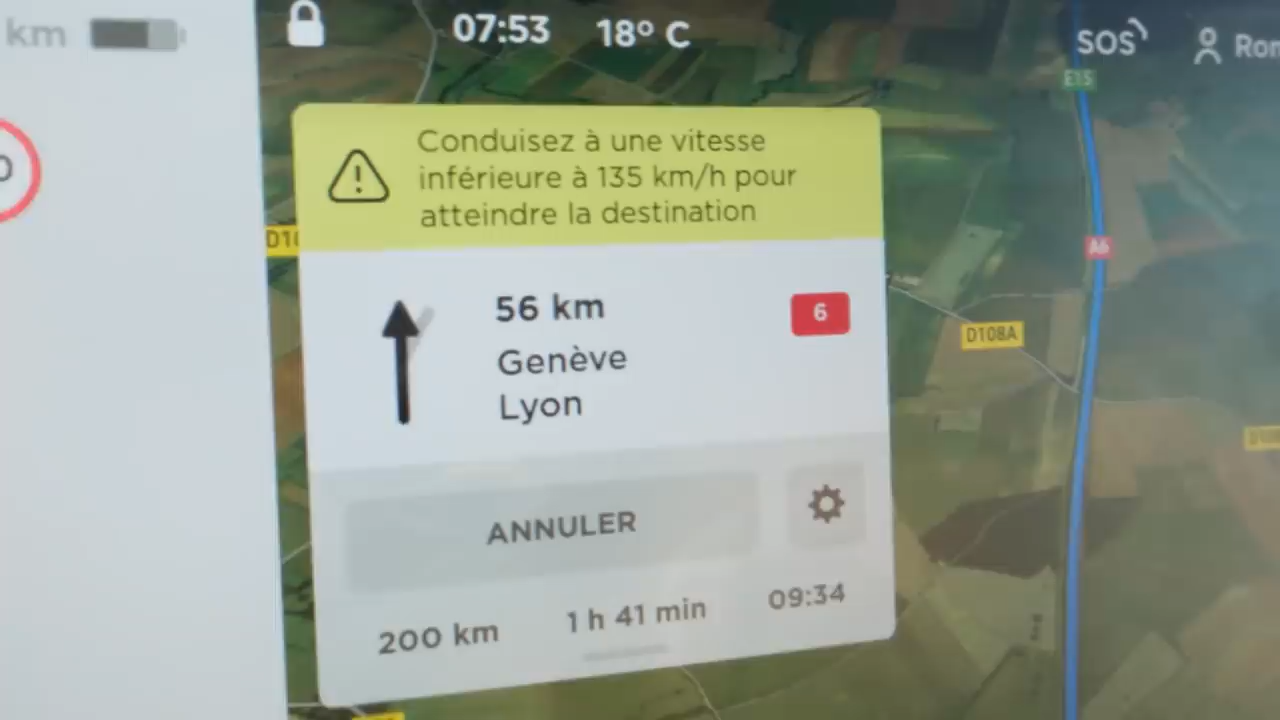 km
07:53
18° C
SOS
E15
Conduisez à une vitesse
inférieure à 135 km/h pour
atteindre la destination
A6
56 km
6
Genève
Lyon
D108A
ANNULER
200 km
1 h 41 min
09:34